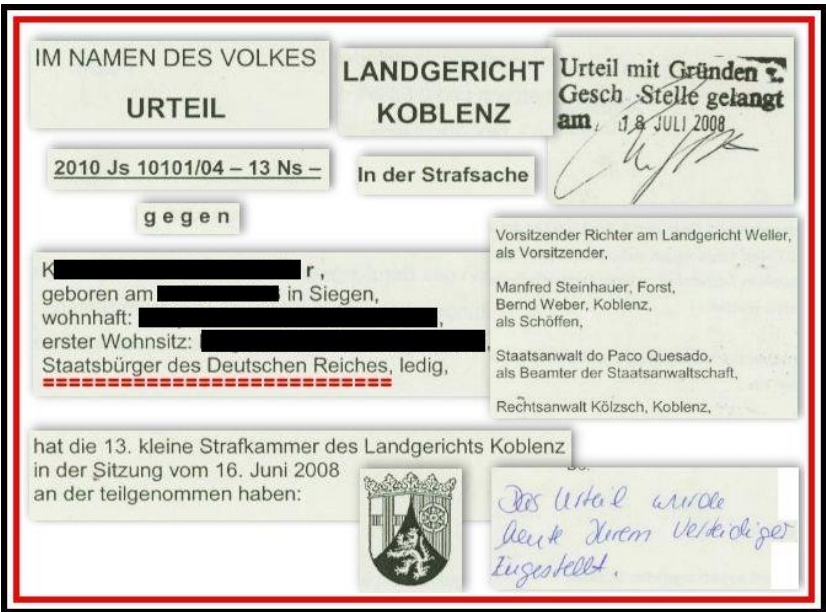 IM NAMEN DES VOLKES
URTEIL
LANDGERICHT
KOBLENZ
Urteil mit Gründen z.
Gesch.-Stelle gelangt
am 18. JULI 2008
2010 Js 10101/04 – 13 Ns –
In der Strafsache
gegen
K r,
geboren am in Siegen,
wohnhaft: ,
erster Wohnsitz: ,
Staatsbürger des Deutschen Reiches, ledig,
Vorsitzender Richter am Landgericht Weller,
als Vorsitzender,
Manfred Steinhauer, Forst,
Bernd Weber, Koblenz,
als Schöffen,
Staatsanwalt do Paco Quesado,
als Beamter der Staatsanwaltschaft,
Rechtsanwalt Kölzsch, Koblenz,
hat die 13. kleine Strafkammer des Landgerichts Koblenz
in der Sitzung vom 16. Juni 2008
an der teilgenommen haben:
Das Urteil wurde
heute Ihrem Verteidiger
zugestellt.